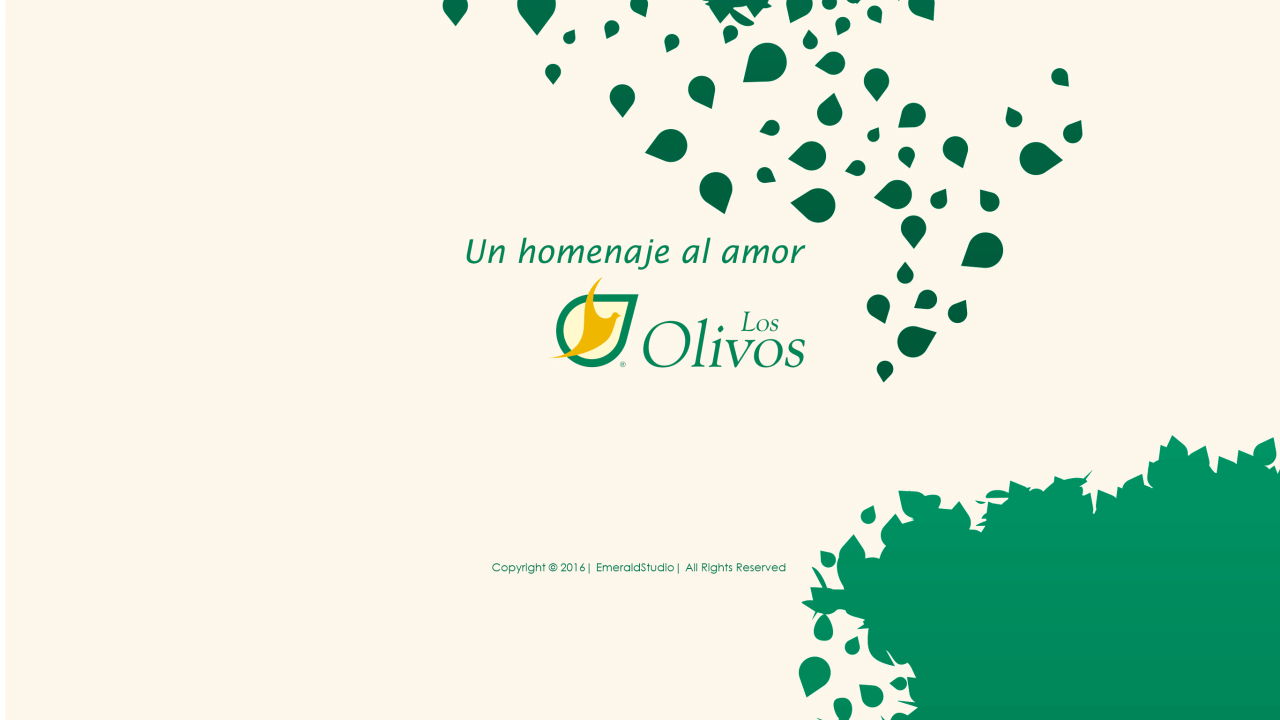 Un homenaje al amor
Los
Olivos
®
Copyright © 2016| EmeraldStudio| All Rights Reserved